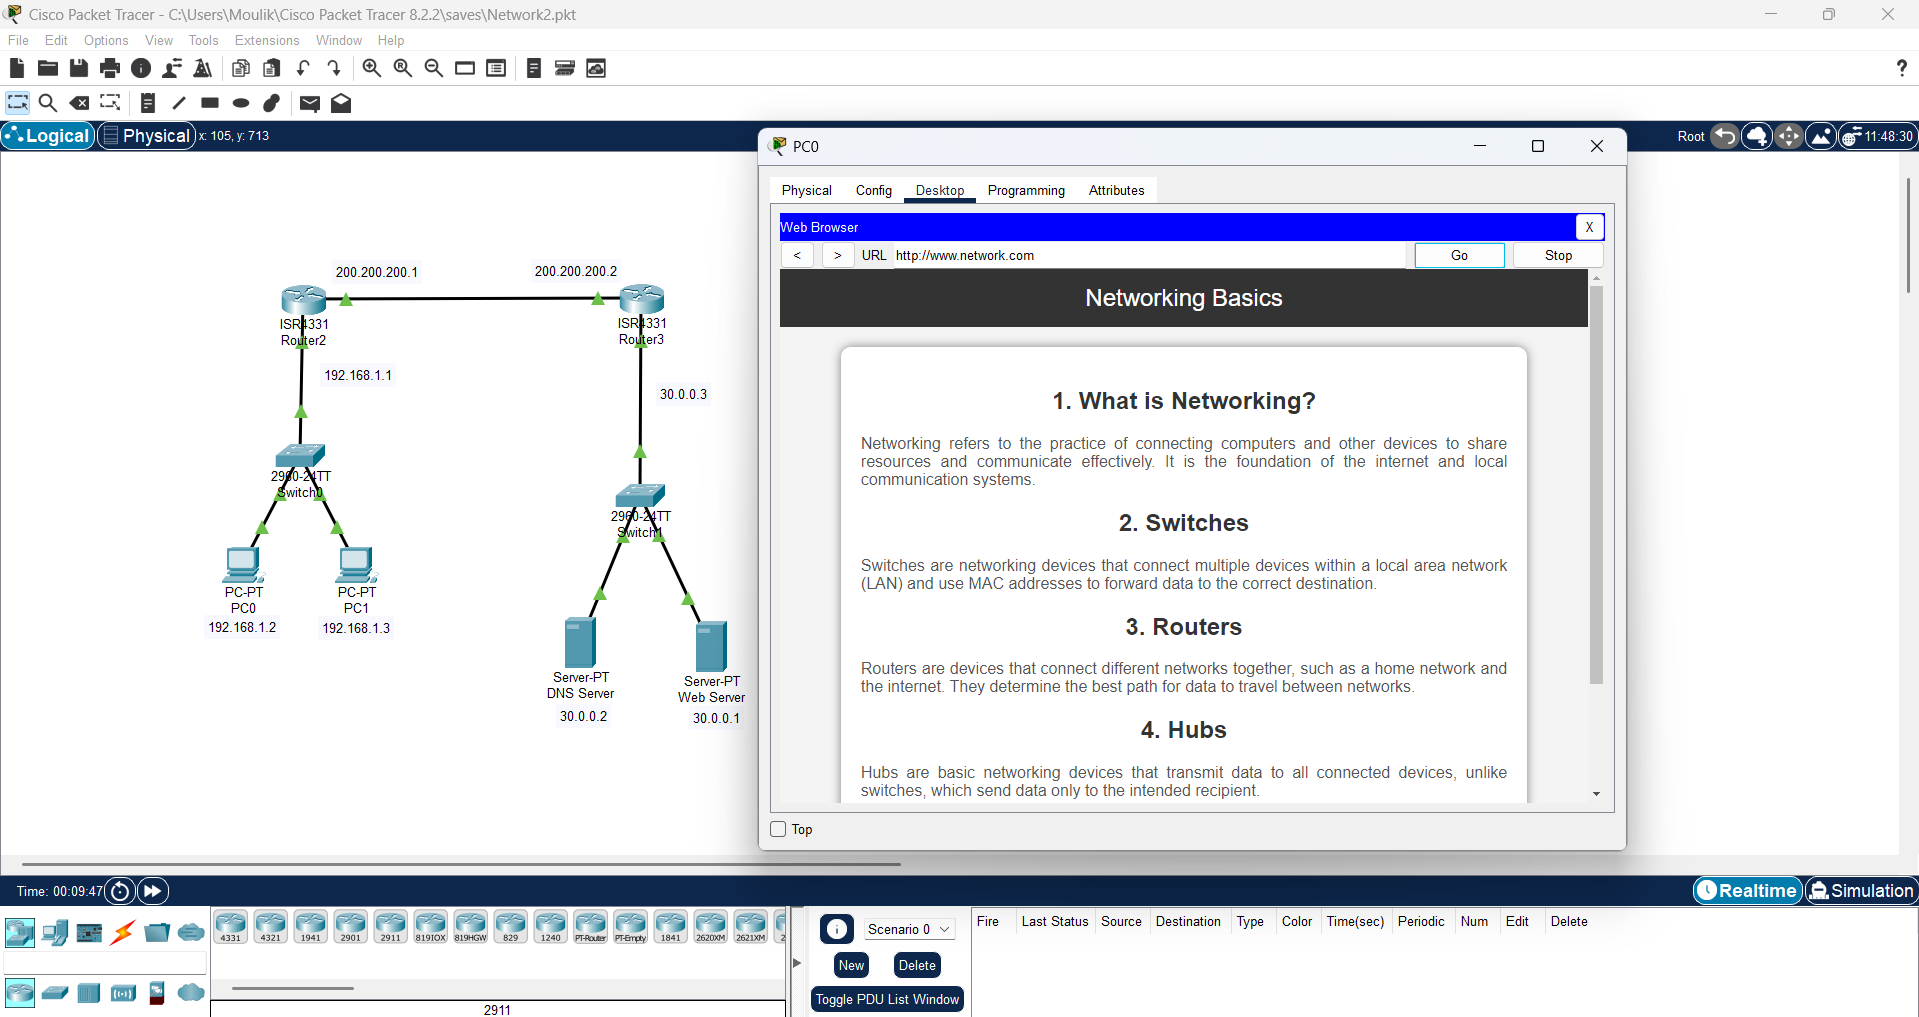 Cisco Packet Tracer - C:\Users\Moulik\Cisco Packet Tracer 8.2.2\saves\Network2.pkt
File Edit Options View Tools Extensions Window Help
Logical Physical x: 105, y: 713
Root 11:48:30
200.200.200.1
200.200.200.2
ISR4331
Router2
ISR4331
Router3
192.168.1.1
30.0.0.3
2960-24TT
Switch0
2960-24TT
Switch1
PC-PT
PC0
192.168.1.2
PC-PT
PC1
192.168.1.3
Server-PT
DNS Server
30.0.0.2
Server-PT
Web Server
30.0.0.1
PC0
Physical Config Desktop Programming Attributes
Web Browser X
< > URL http://www.network.com Go Stop
Networking Basics
1. What is Networking?
Networking refers to the practice of connecting computers and other devices to share
resources and communicate effectively. It is the foundation of the internet and local
communication systems.
2. Switches
Switches are networking devices that connect multiple devices within a local area network
(LAN) and use MAC addresses to forward data to the correct destination.
3. Routers
Routers are devices that connect different networks together, such as a home network and
the internet. They determine the best path for data to travel between networks.
4. Hubs
Hubs are basic networking devices that transmit data to all connected devices, unlike
switches, which send data only to the intended recipient.
Top
Time: 00:09:47
Realtime Simulation
4331 4321 1941 2901 2911 819IOX 819HGW 829 1240 PT-Router PT-Empty 1841 2620XM 2621XM
2911
Scenario 0
New Delete
Toggle PDU List Window
Fire Last Status Source Destination Type Color Time(sec) Periodic Num Edit Delete